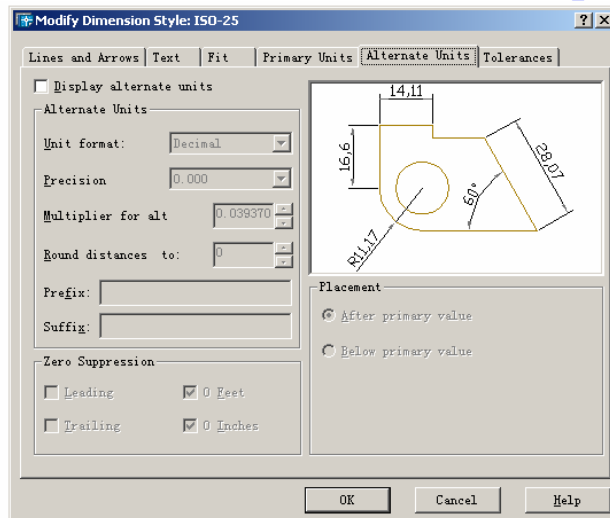 Modify Dimension Style: ISO-25
Lines and Arrows Text Fit Primary Units Alternate Units Tolerances
Display alternate units
Alternate Units
Unit format: Decimal
Precision 0.000
Multiplier for alt 0.039370
Round distances to: 0
Prefix:
Suffix:
Zero Suppression
Leading 0 Feet
Trailing 0 Inches
14,11
16,6
28,07
60°
R11,17
Placement
After primary value
Below primary value
OK Cancel Help